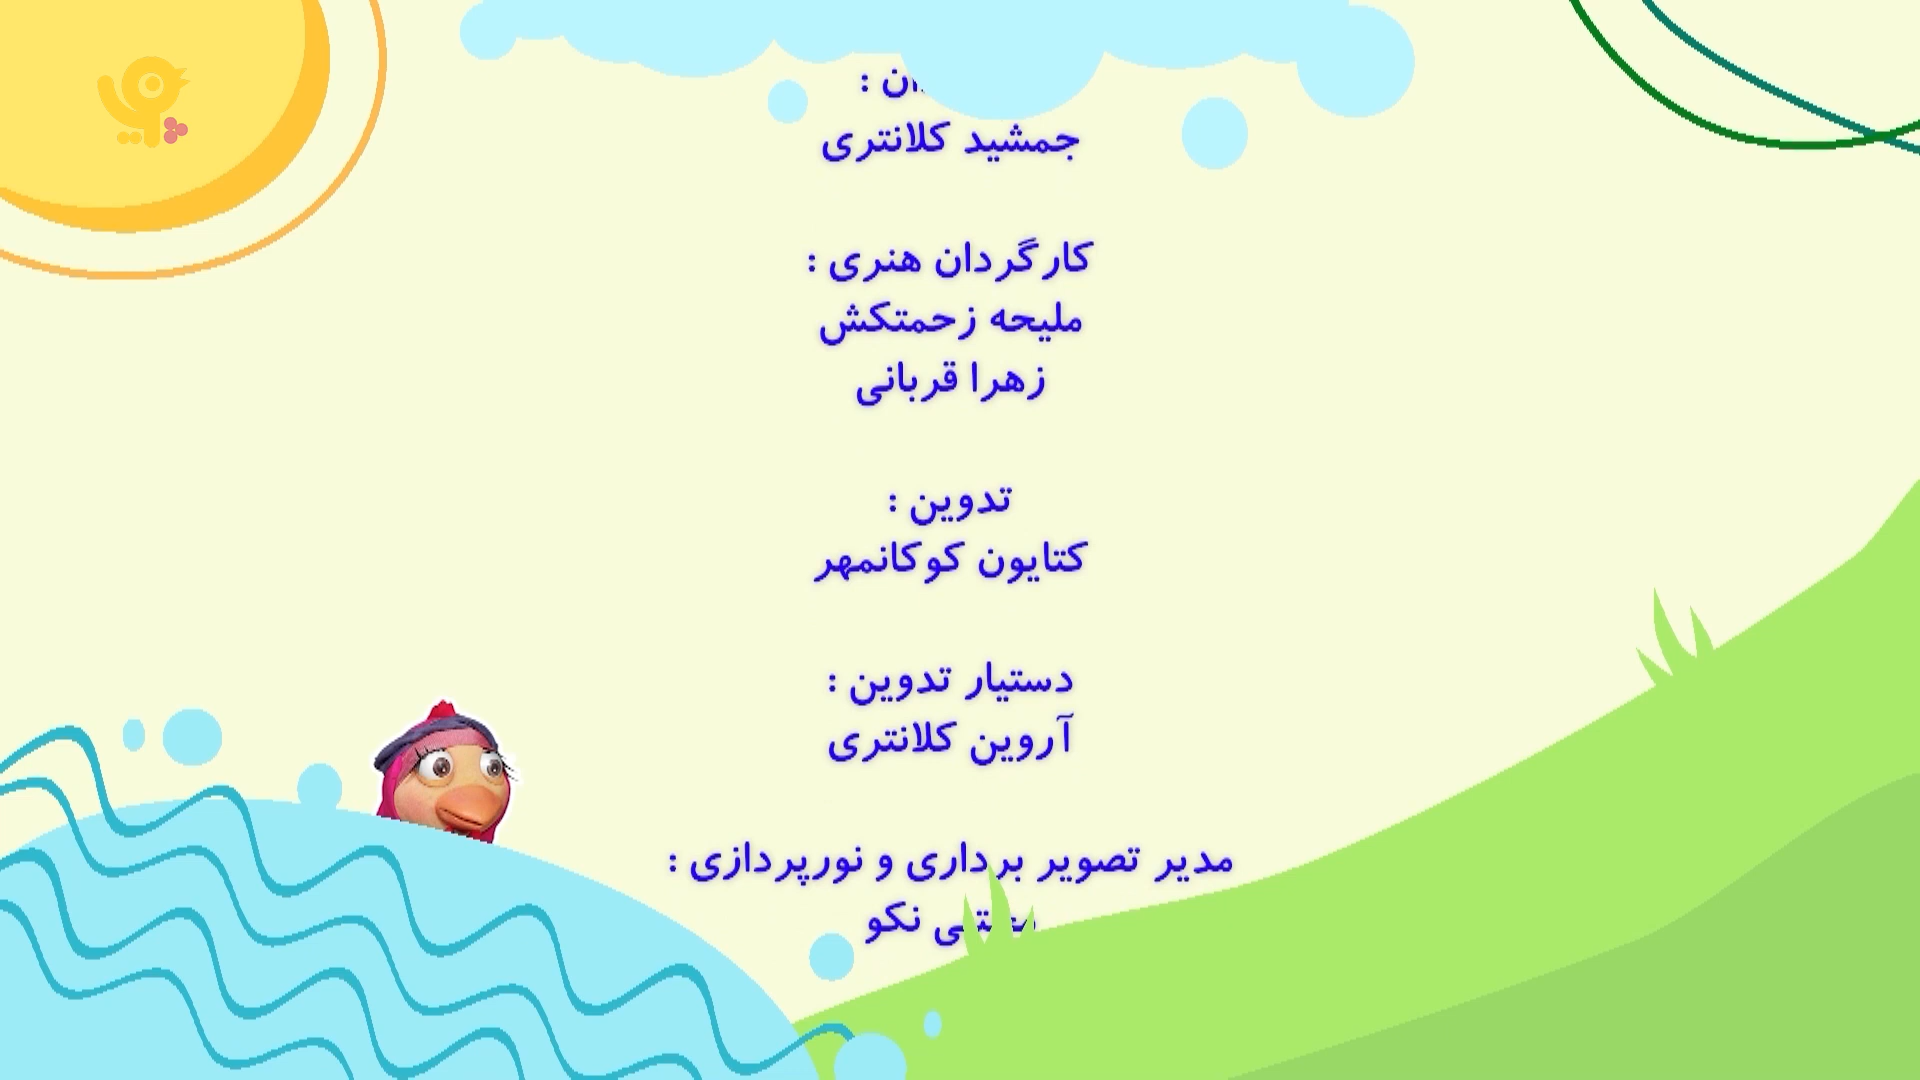 جمشید کلانتری
کارگردان هنری :
ملیحه زحمتکش
زهرا قربانی
تدوین :
کتایون کوکانمهر
دستیار تدوین :
آروین کلانتری
مدیر تصویر برداری و نورپردازی :
نکو